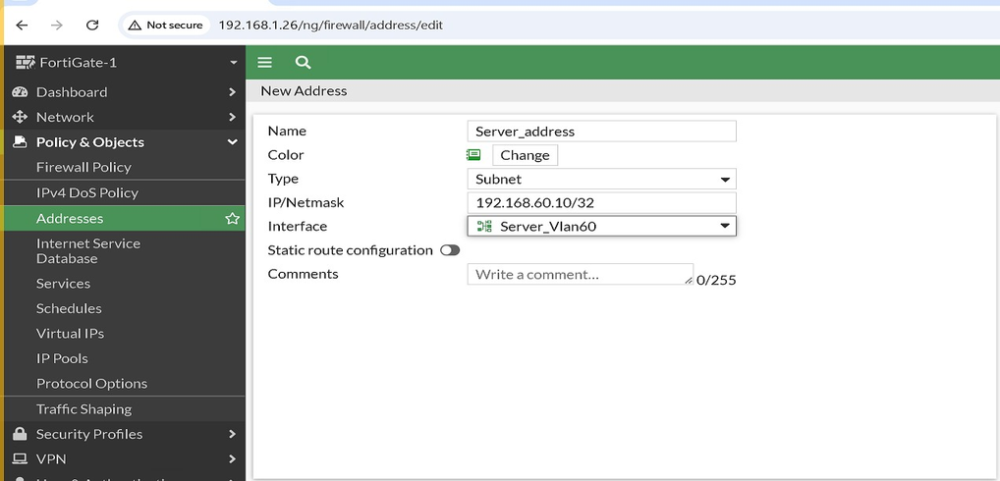 Not secure 192.168.1.26/ng/firewall/address/edit
FortiGate-1
Dashboard
Network
Policy & Objects
Firewall Policy
IPv4 DoS Policy
Addresses
Internet Service
Database
Services
Schedules
Virtual IPs
IP Pools
Protocol Options
Traffic Shaping
Security Profiles
VPN
New Address
Name Server_address
Color Change
Type Subnet
IP/Netmask 192.168.60.10/32
Interface Server_Vlan60
Static route configuration
Comments Write a comment... 0/255